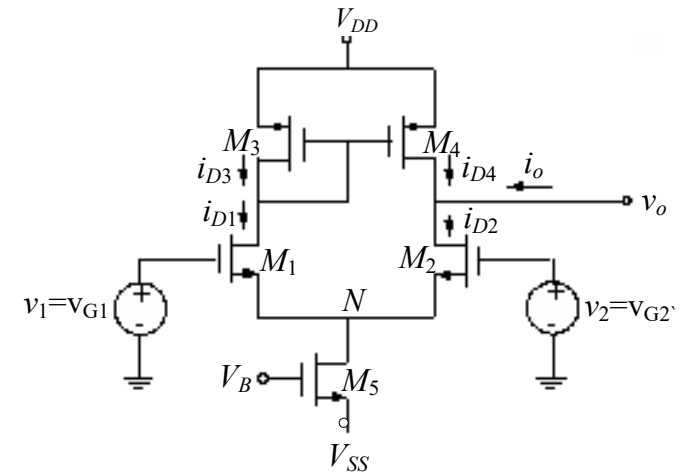 V_DD
M_3
M_4
i_D3
i_D4
i_o
v_o
i_D1
i_D2
M_1
M_2
v_1=v_G1
N
v_2=v_G2`
V_B
M_5
V_SS